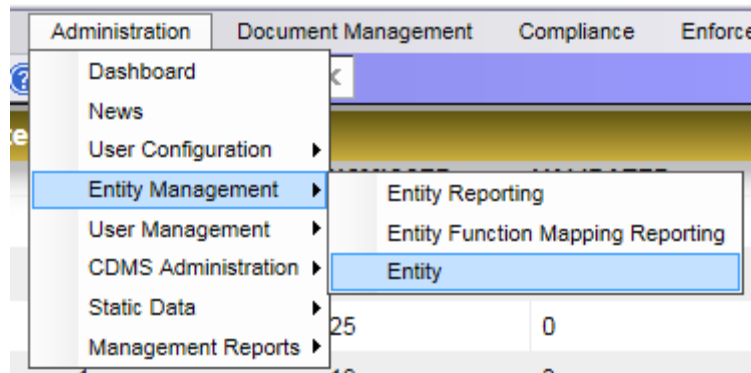 Administration Document Management Compliance Enforce
Dashboard
News
User Configuration
Entity Management
Entity Reporting
User Management
Entity Function Mapping Reporting
CDMS Administration
Entity
Static Data
25 0
Management Reports